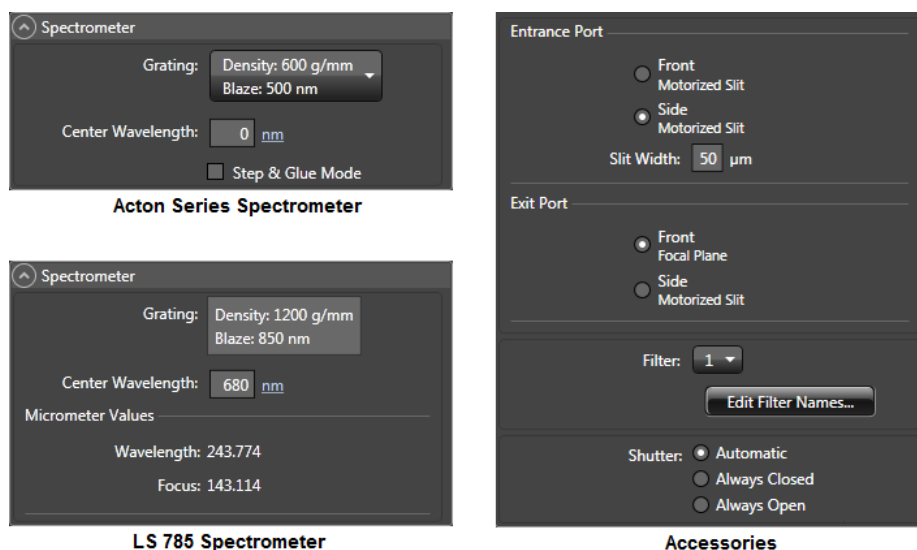 Spectrometer
Grating: Density: 600 g/mm
Blaze: 500 nm
Center Wavelength: 0 nm
Step & Glue Mode
Acton Series Spectrometer
Spectrometer
Grating: Density: 1200 g/mm
Blaze: 850 nm
Center Wavelength: 680 nm
Micrometer Values
Wavelength: 243.774
Focus: 143.114
LS 785 Spectrometer
Entrance Port
Front
Motorized Slit
Side
Motorized Slit
Slit Width: 50 µm
Exit Port
Front
Focal Plane
Side
Motorized Slit
Filter: 1
Edit Filter Names...
Shutter: Automatic
Always Closed
Always Open
Accessories